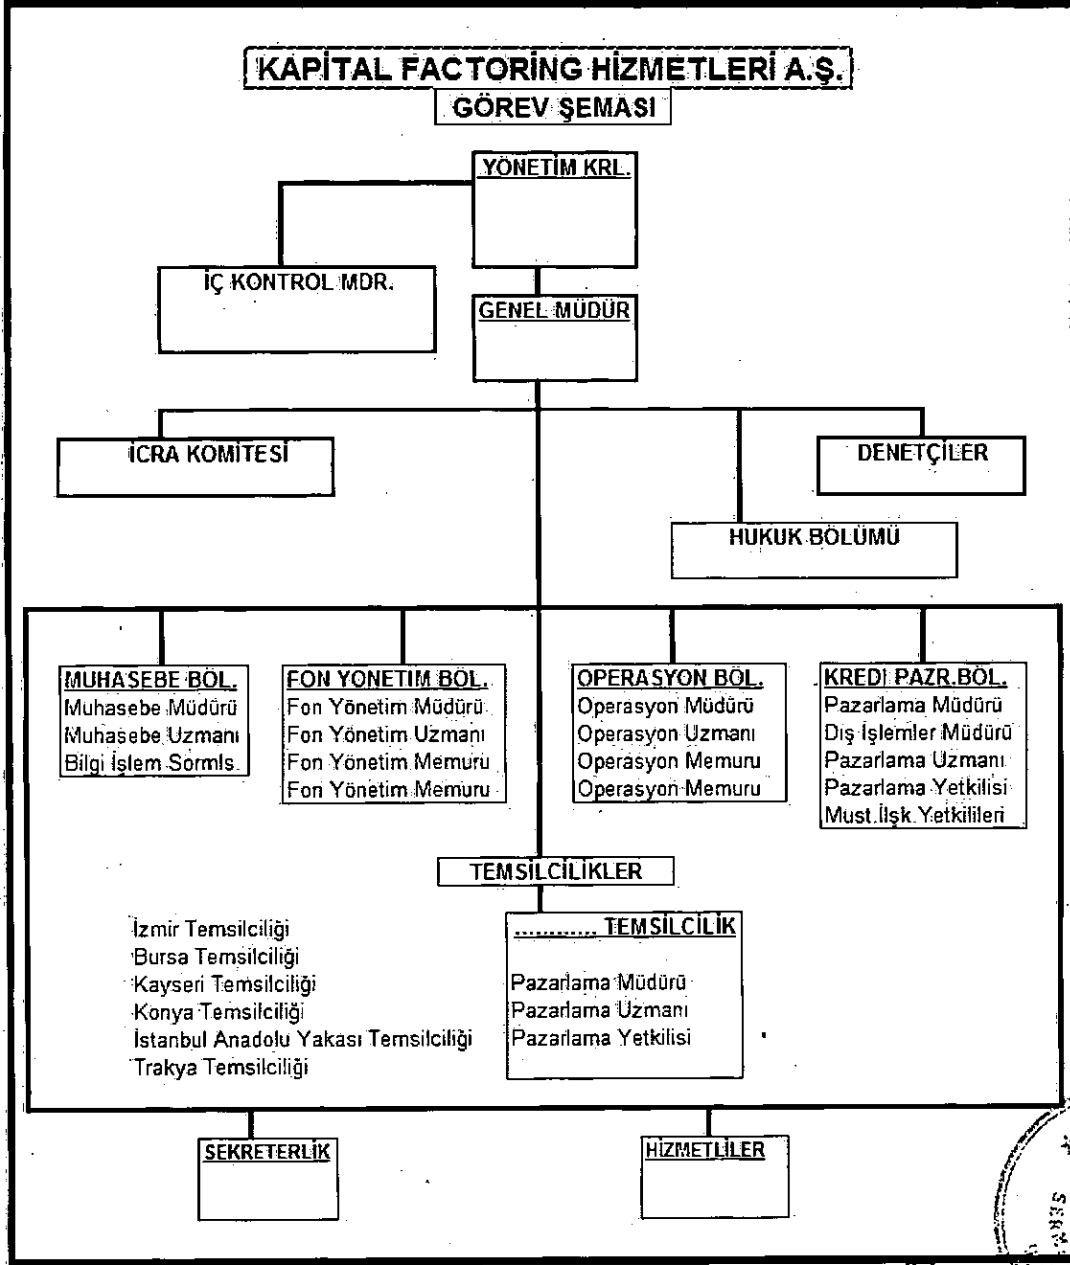 KAPİTAL FACTORİNG HİZMETLERİ A.Ş.
GÖREV ŞEMASI
YÖNETİM KRL.
İÇ KONTROL MDR.
GENEL MÜDÜR
İCRA KOMİTESİ
DENETÇİLER
HUKUK BÖLÜMÜ
MUHASEBE BÖL.
Muhasebe Müdürü
Muhasebe Uzmanı
Bilgi İşlem Sormls.
FON YÖNETIM BÖL.
Fon Yönetim Müdürü
Fon Yönetim Uzmanı
Fon Yönetim Memuru
Fon Yönetim Memuru
OPERASYON BÖL.
Operasyon Müdürü
Operasyon Uzmanı
Operasyon Memuru
Operasyon Memuru
KREDİ PAZR.BÖL.
Pazarlama Müdürü
Dış İşlemler Müdürü
Pazarlama Uzmanı
Pazarlama Yetkilisi
Must.İlşk.Yetkilileri
TEMSİLCİLİKLER
İzmir Temsilciliği
Bursa Temsilciliği
Kayseri Temsilciliği
Konya Temsilciliği
İstanbul Anadolu Yakası Temsilciliği
Trakya Temsilciliği
............ TEMSİLCİLİK
Pazarlama Müdürü
Pazarlama Uzmanı
Pazarlama Yetkilisi
SEKRETERLİK
HİZMETLİLER